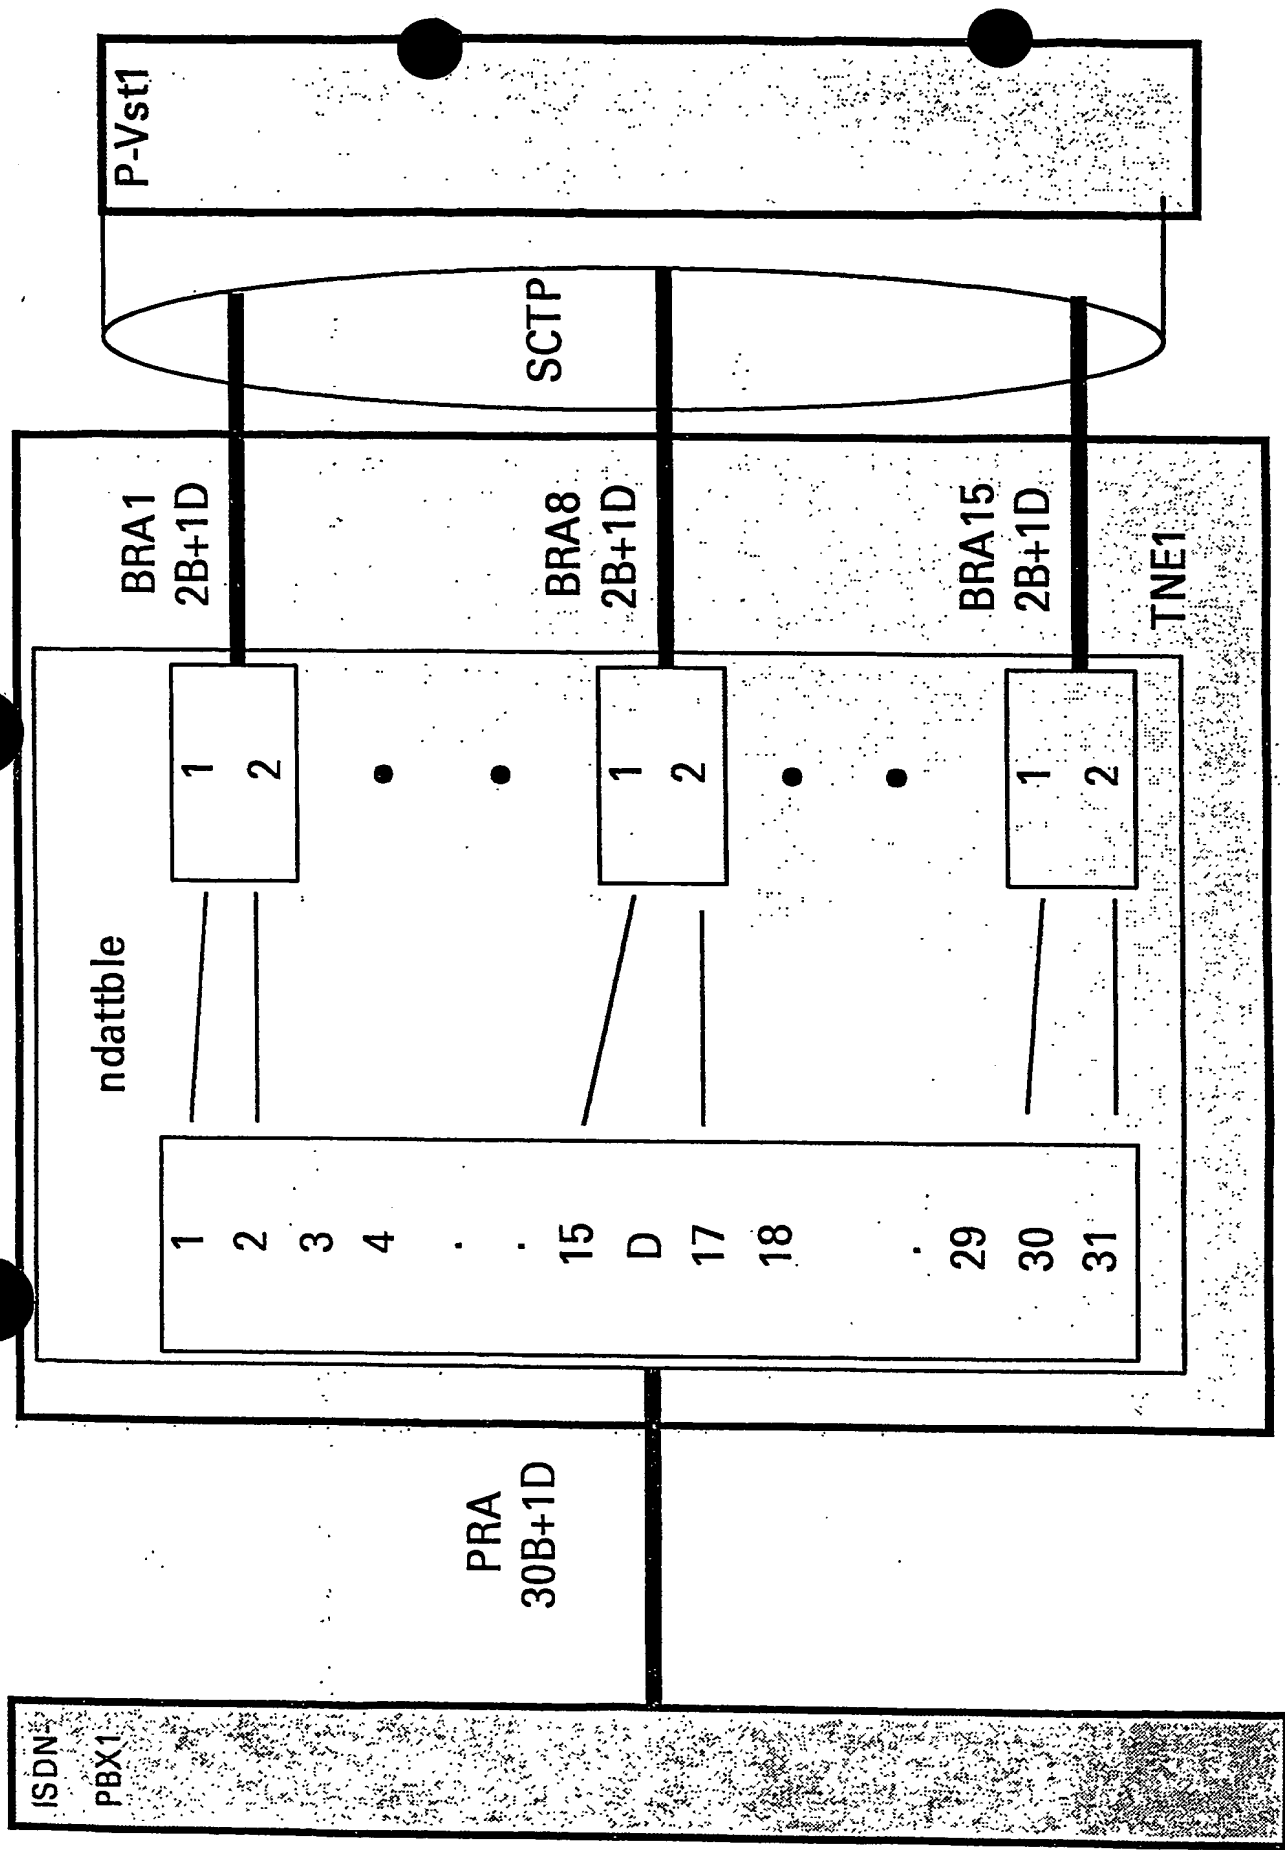 ISDN-
PBX1
PRA
30B+1D
ndattble
1
2
3
4
.
.
15
D
17
18
.
29
30
31
1
2
1
2
1
2
BRA1
2B+1D
BRA8
2B+1D
BRA15
2B+1D
TNE1
SCTP
P-Vst1